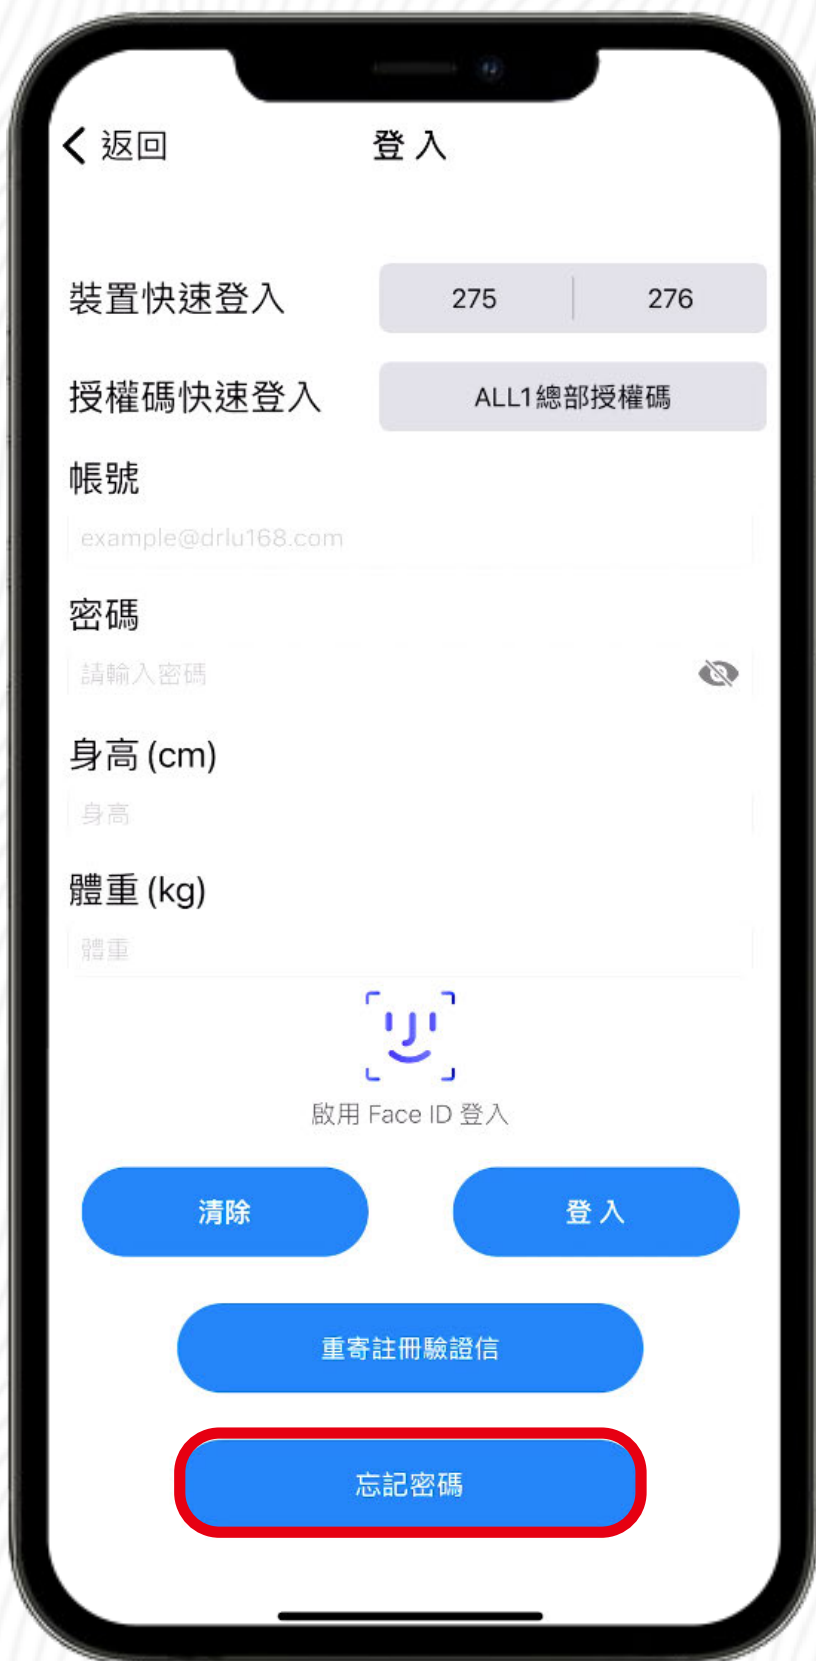 返回
登入
裝置快速登入 275 276
授權碼快速登入 ALL1總部授權碼
帳號
example@drlu168.com
密碼
請輸入密碼
身高 (cm)
身高
體重 (kg)
體重
啟用 Face ID 登入
清除 登入
重寄註冊驗證信
忘記密碼